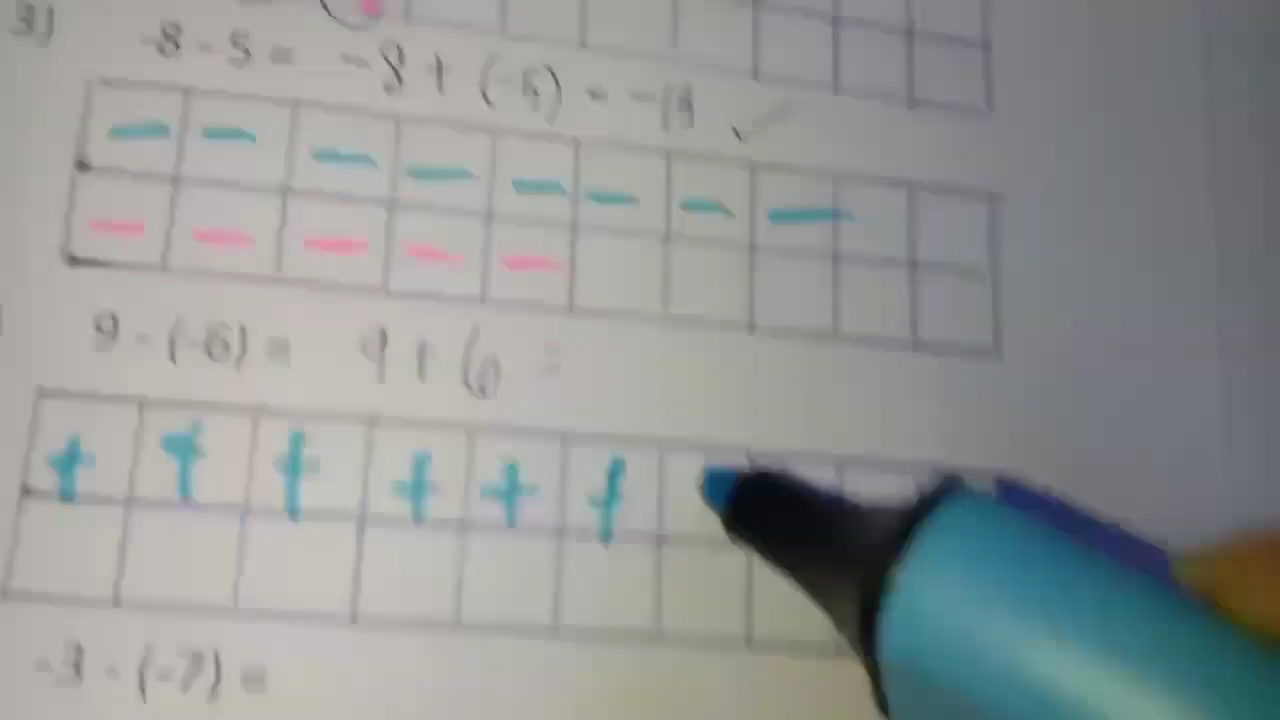 3)
-8 - 5 = -8 + (-5) = -13 ✓
9 - (-6) = 9 + 6 =
+ + + + + +
-3 - (-7) =